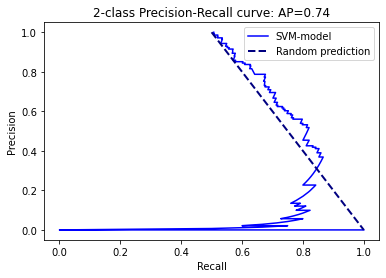 2-class Precision-Recall curve: AP=0.74
SVM-model
Random prediction
Precision
1.0
0.8
0.6
0.4
0.2
0.0
0.0 0.2 0.4 0.6 0.8 1.0
Recall